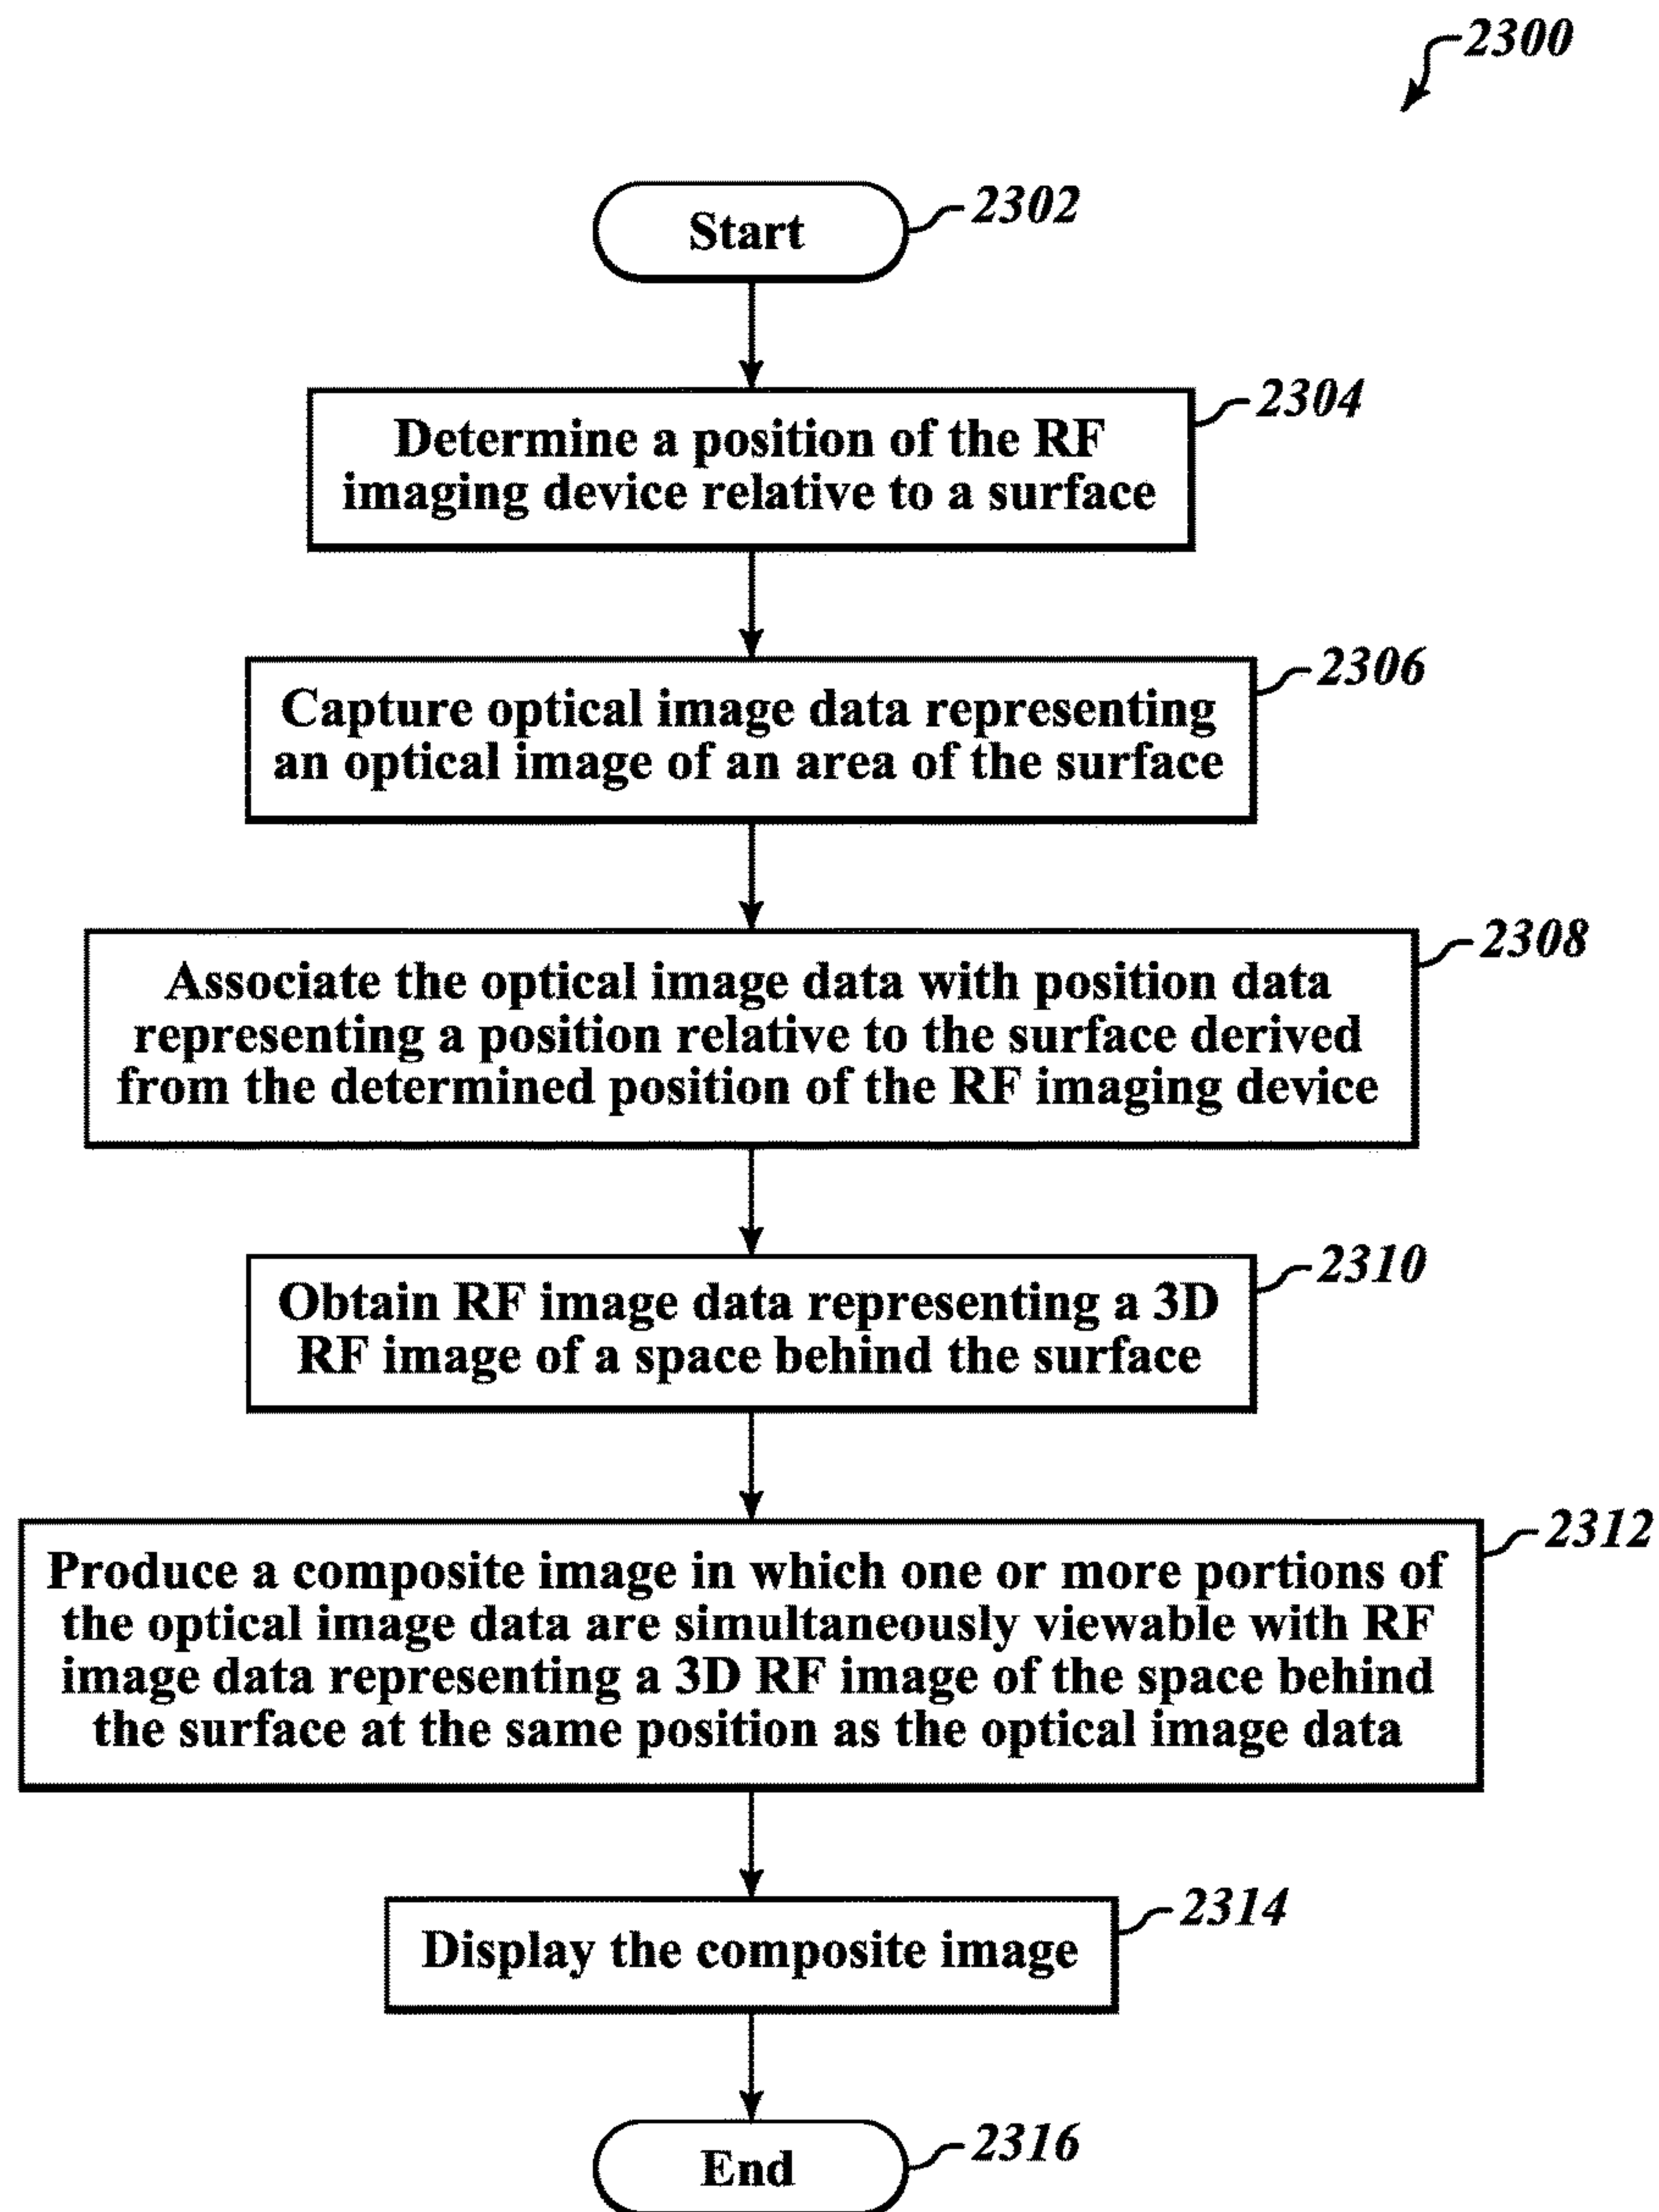 2300
Start
2302
2304
Determine a position of the RF
imaging device relative to a surface
2306
Capture optical image data representing
an optical image of an area of the surface
2308
Associate the optical image data with position data
representing a position relative to the surface derived
from the determined position of the RF imaging device
2310
Obtain RF image data representing a 3D
RF image of a space behind the surface
2312
Produce a composite image in which one or more portions of
the optical image data are simultaneously viewable with RF
image data representing a 3D RF image of the space behind
the surface at the same position as the optical image data
2314
Display the composite image
2316
End